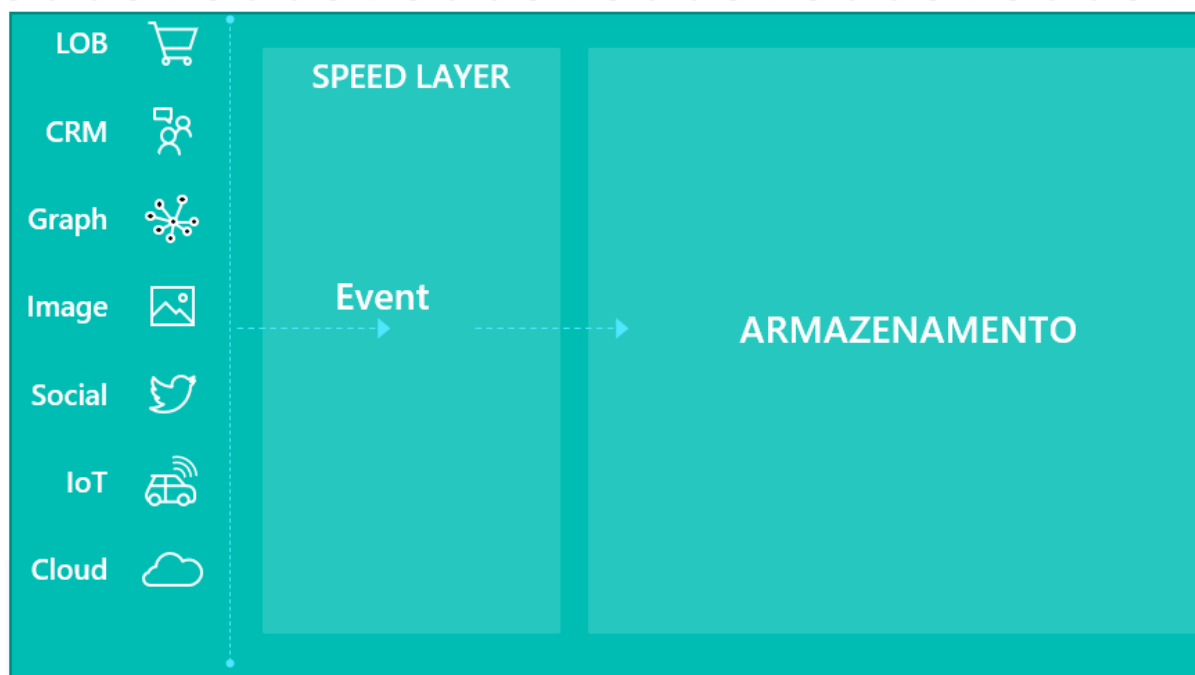 LOB
CRM
Graph
Image
Social
IoT
Cloud
SPEED LAYER
Event
ARMAZENAMENTO